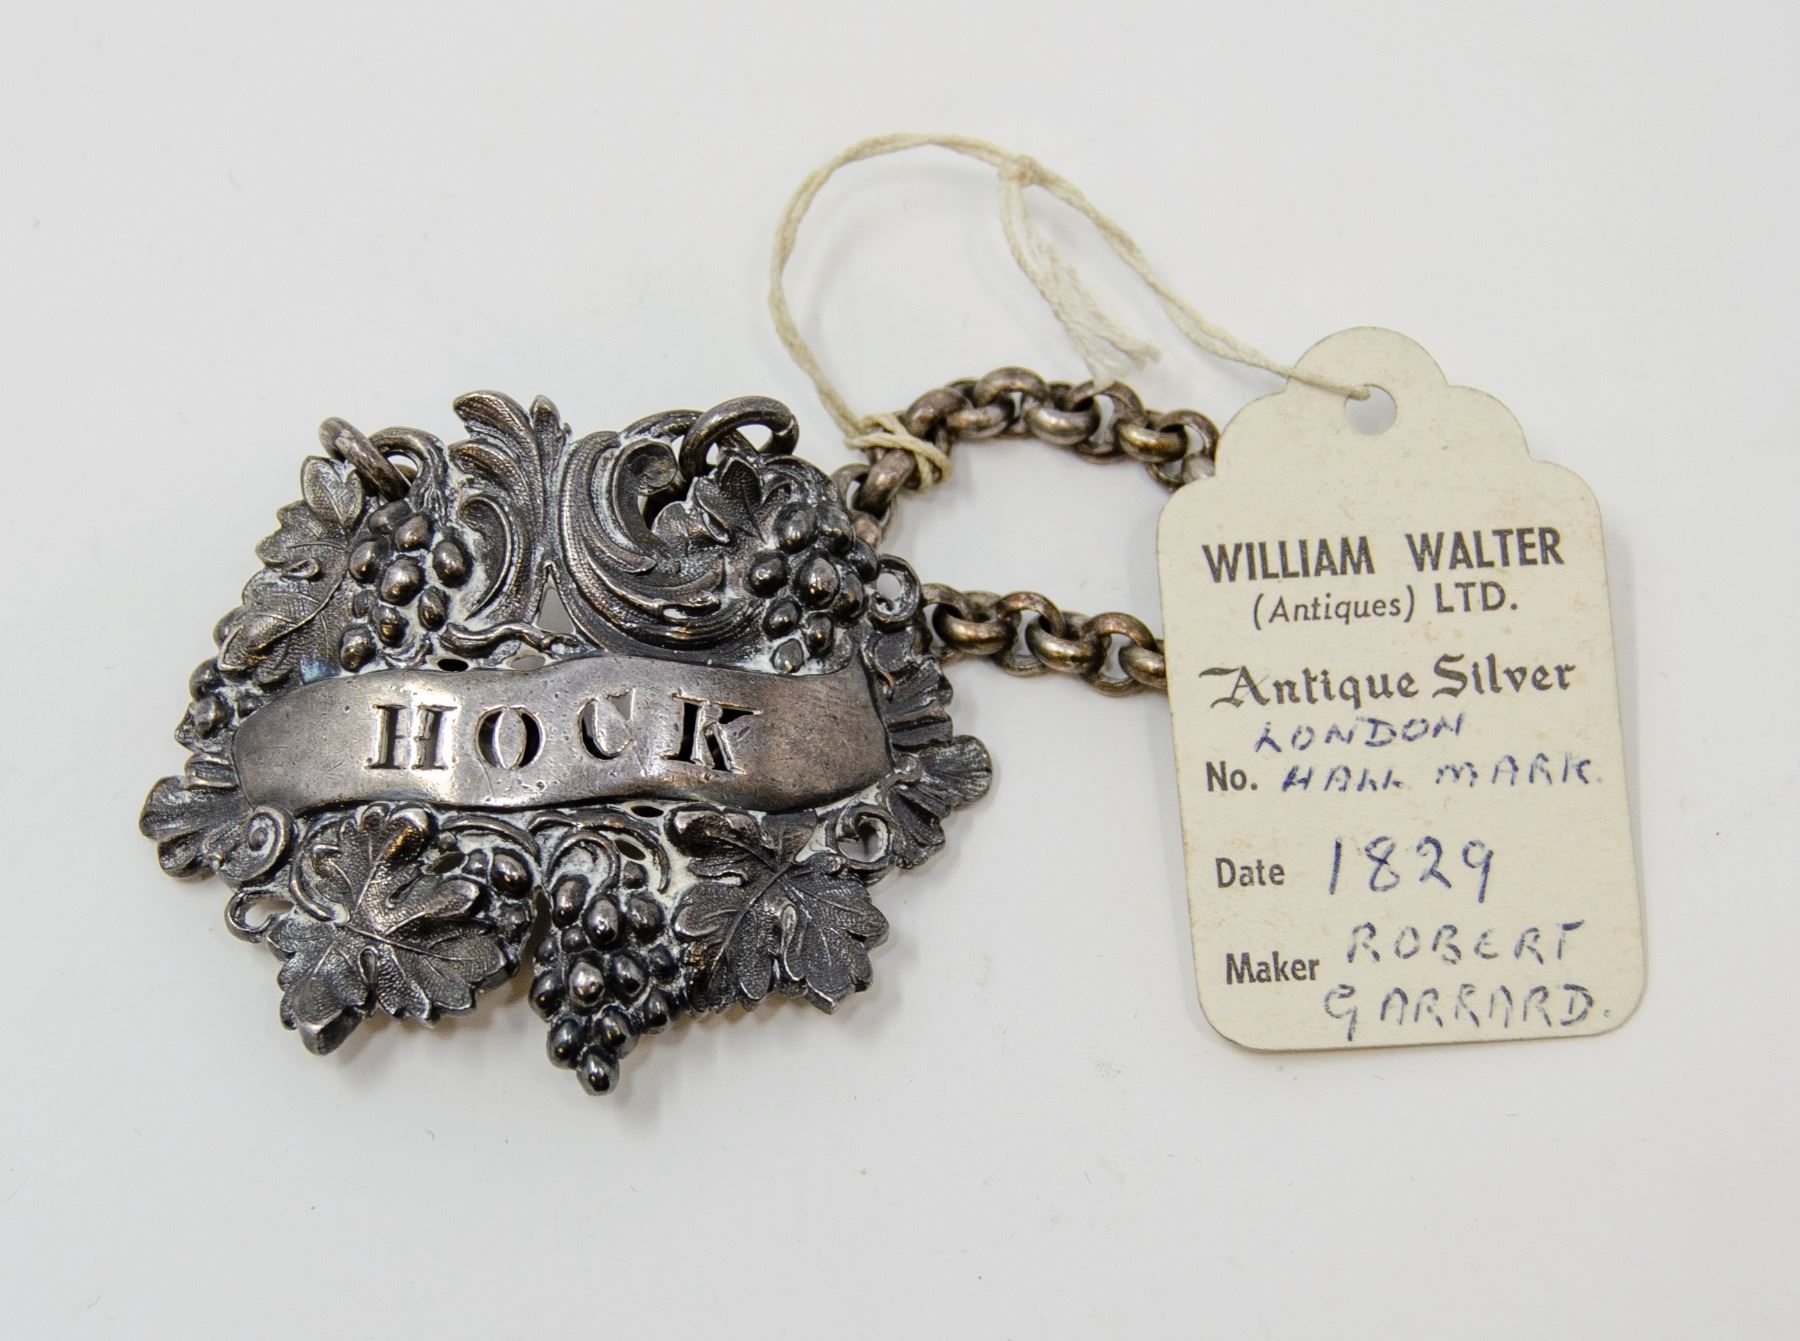 HOCK
WILLIAM WALTER
(Antiques) LTD.
Antique Silver
LONDON
No. HALL MARK.
Date 1829
Maker ROBERT
GARRARD.